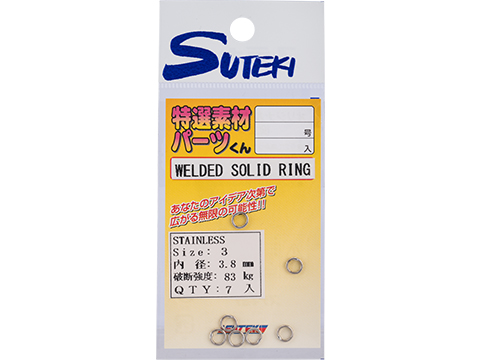 SUTEKI
特選素材
パーツくん
号
入
WELDED SOLID RING
あなたのアイデア次第で
広がる無限の可能性!!
STAINLESS
Size: 3
内 径: 3.8 mm
破断強度: 83 kg
QTY: 7 入